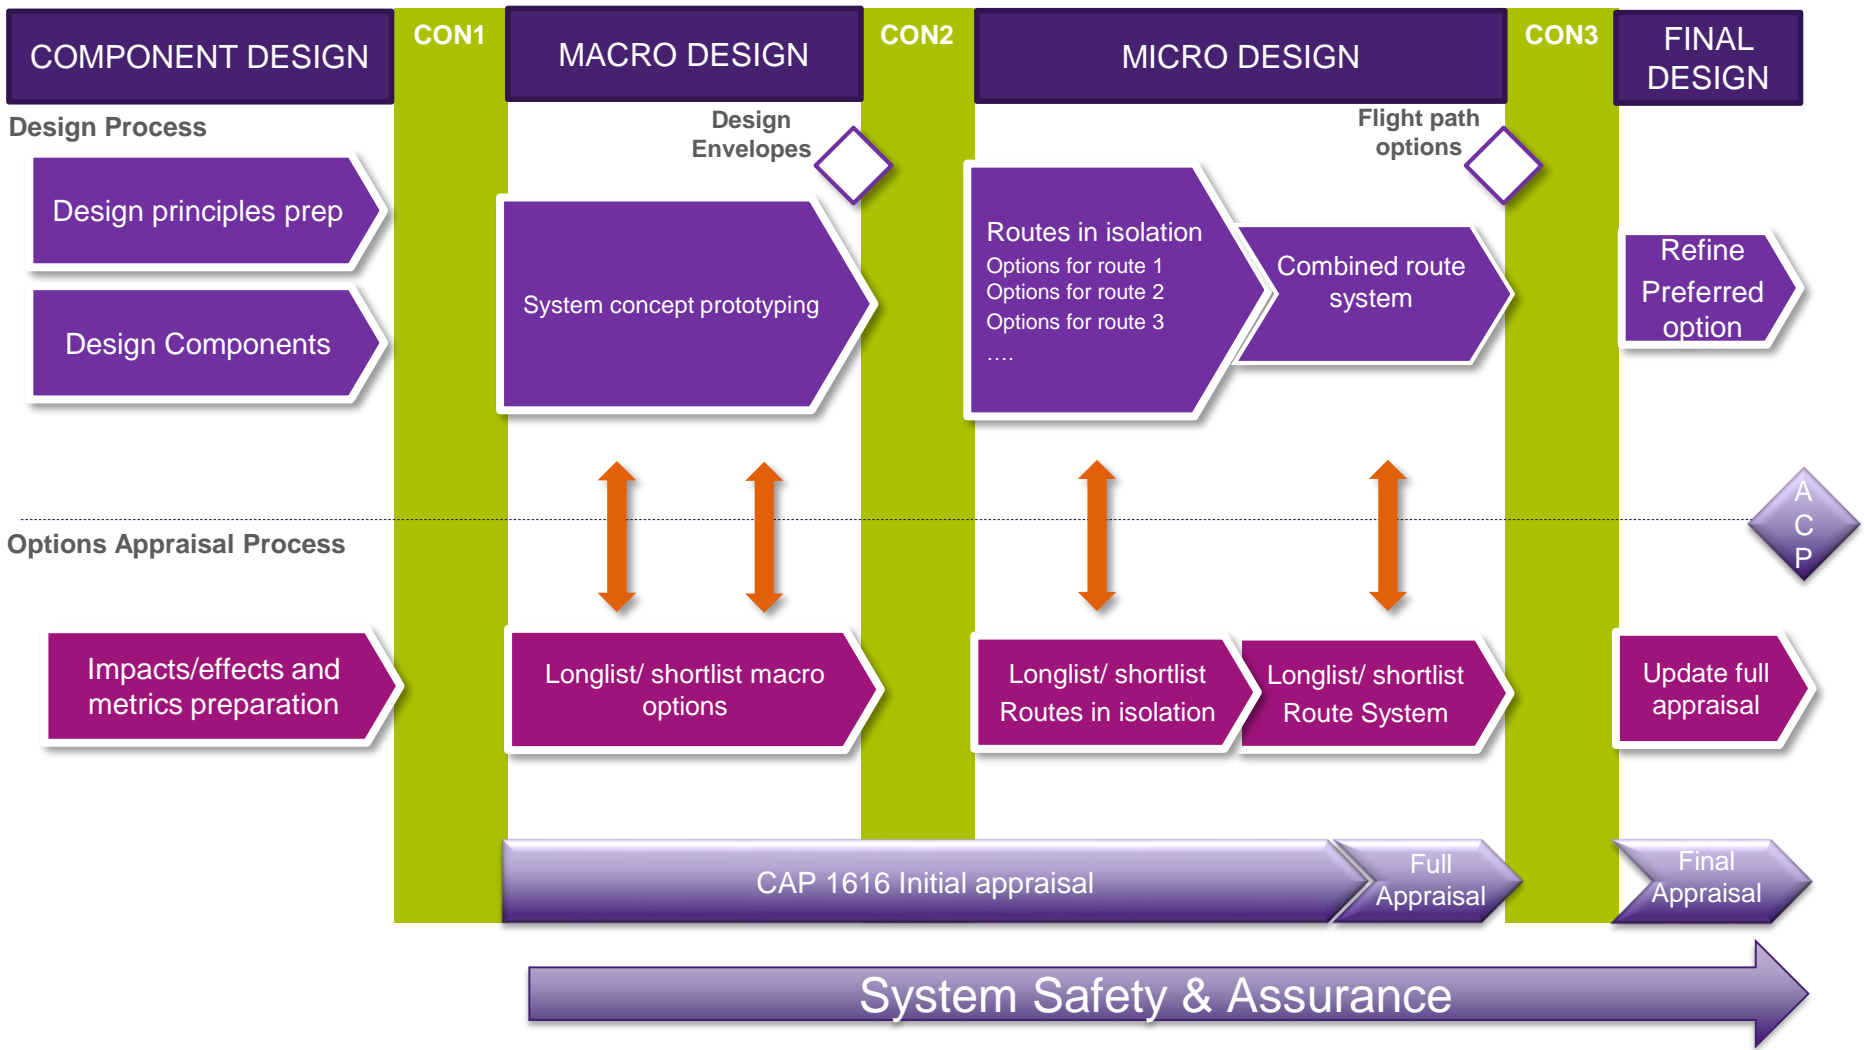 COMPONENT DESIGN
CON1
MACRO DESIGN
CON2
MICRO DESIGN
CON3
FINAL
DESIGN
Design Process
Design
Envelopes
Flight path
options
Design principles prep
Design Components
System concept prototyping
Routes in isolation
Options for route 1
Options for route 2
Options for route 3
....
Combined route
system
Refine
Preferred
option
A
C
P
Options Appraisal Process
Impacts/effects and
metrics preparation
Longlist/ shortlist macro
options
Longlist/ shortlist
Routes in isolation
Longlist/ shortlist
Route System
Update full
appraisal
CAP 1616 Initial appraisal
Full
Appraisal
Final
Appraisal
System Safety & Assurance